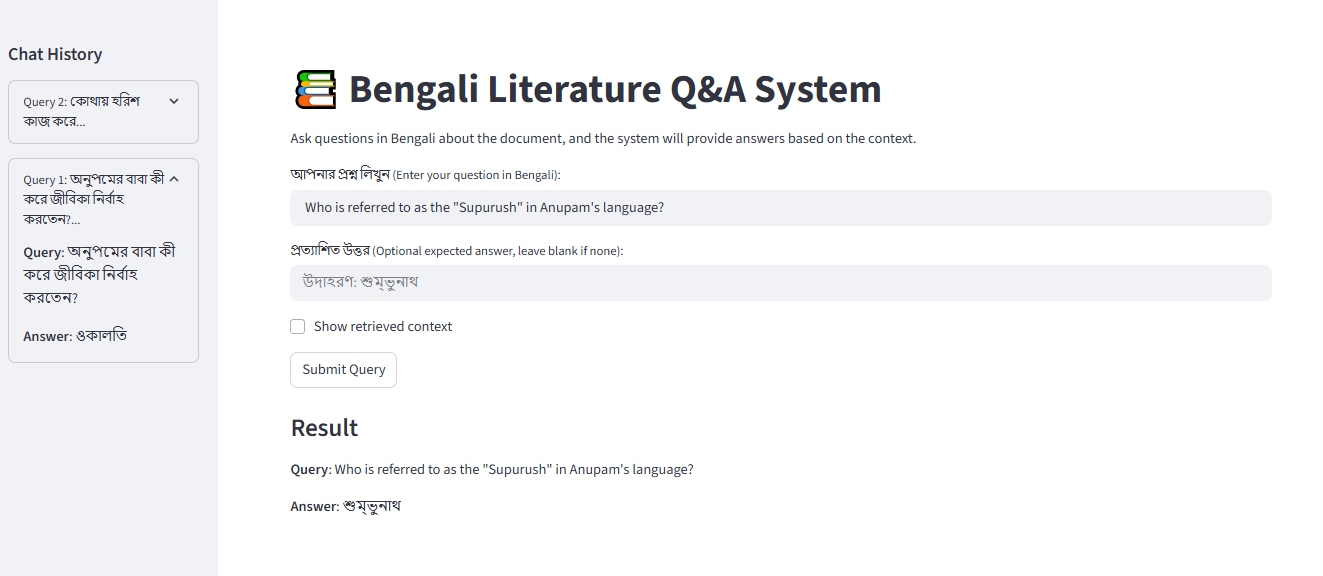 Chat History
Query 2: কোথায় হরিশ
কাজ করে...
Query 1: অনুপমের বাবা কী
করে জীবিকা নির্বাহ
করতেন?...
Query: অনুপমের বাবা কী
করে জীবিকা নির্বাহ
করতেন?
Answer: ওকালতি
Bengali Literature Q&A System
Ask questions in Bengali about the document, and the system will provide answers based on the context.
আপনার প্রশ্ন লিখুন (Enter your question in Bengali):
Who is referred to as the "Supurush" in Anupam's language?
প্রত্যাশিত উত্তর (Optional expected answer, leave blank if none):
উদাহরণ: শুম্ভুনাথ
Show retrieved context
Submit Query
Result
Query: Who is referred to as the "Supurush" in Anupam's language?
Answer: শুম্ভুনাথ